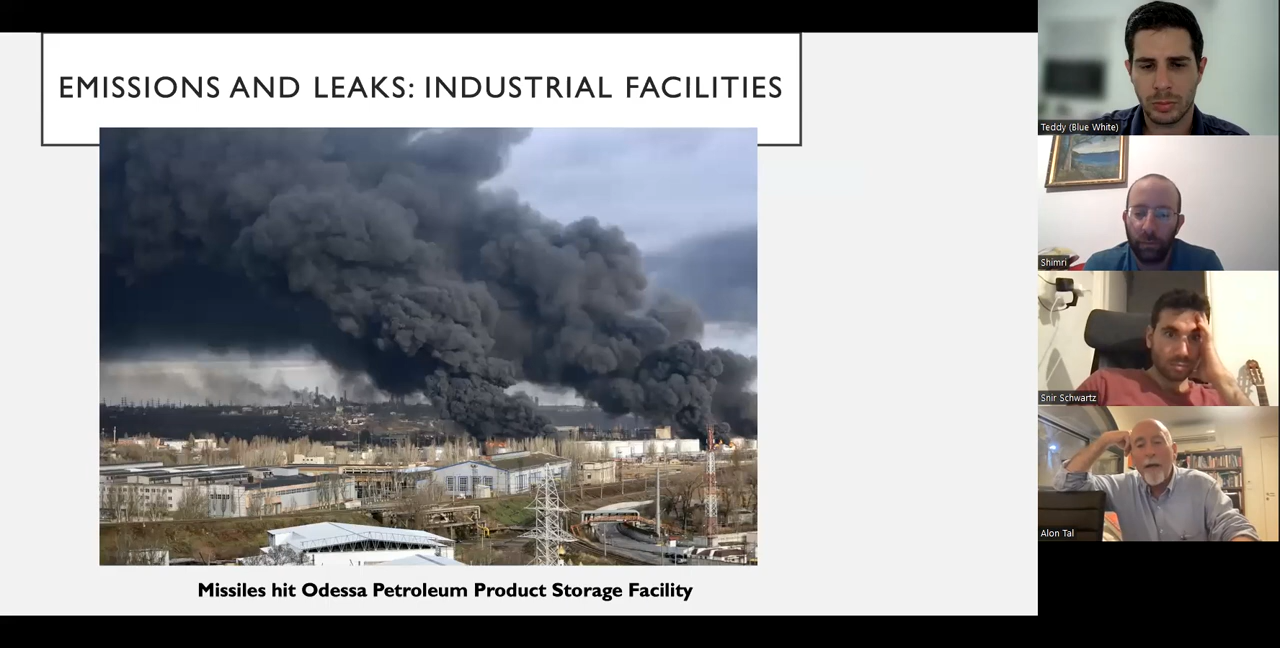 EMISSIONS AND LEAKS: INDUSTRIAL FACILITIES
Missiles hit Odessa Petroleum Product Storage Facility
Teddy (Blue White)
Shimri
Snir Schwartz
Alon Tal